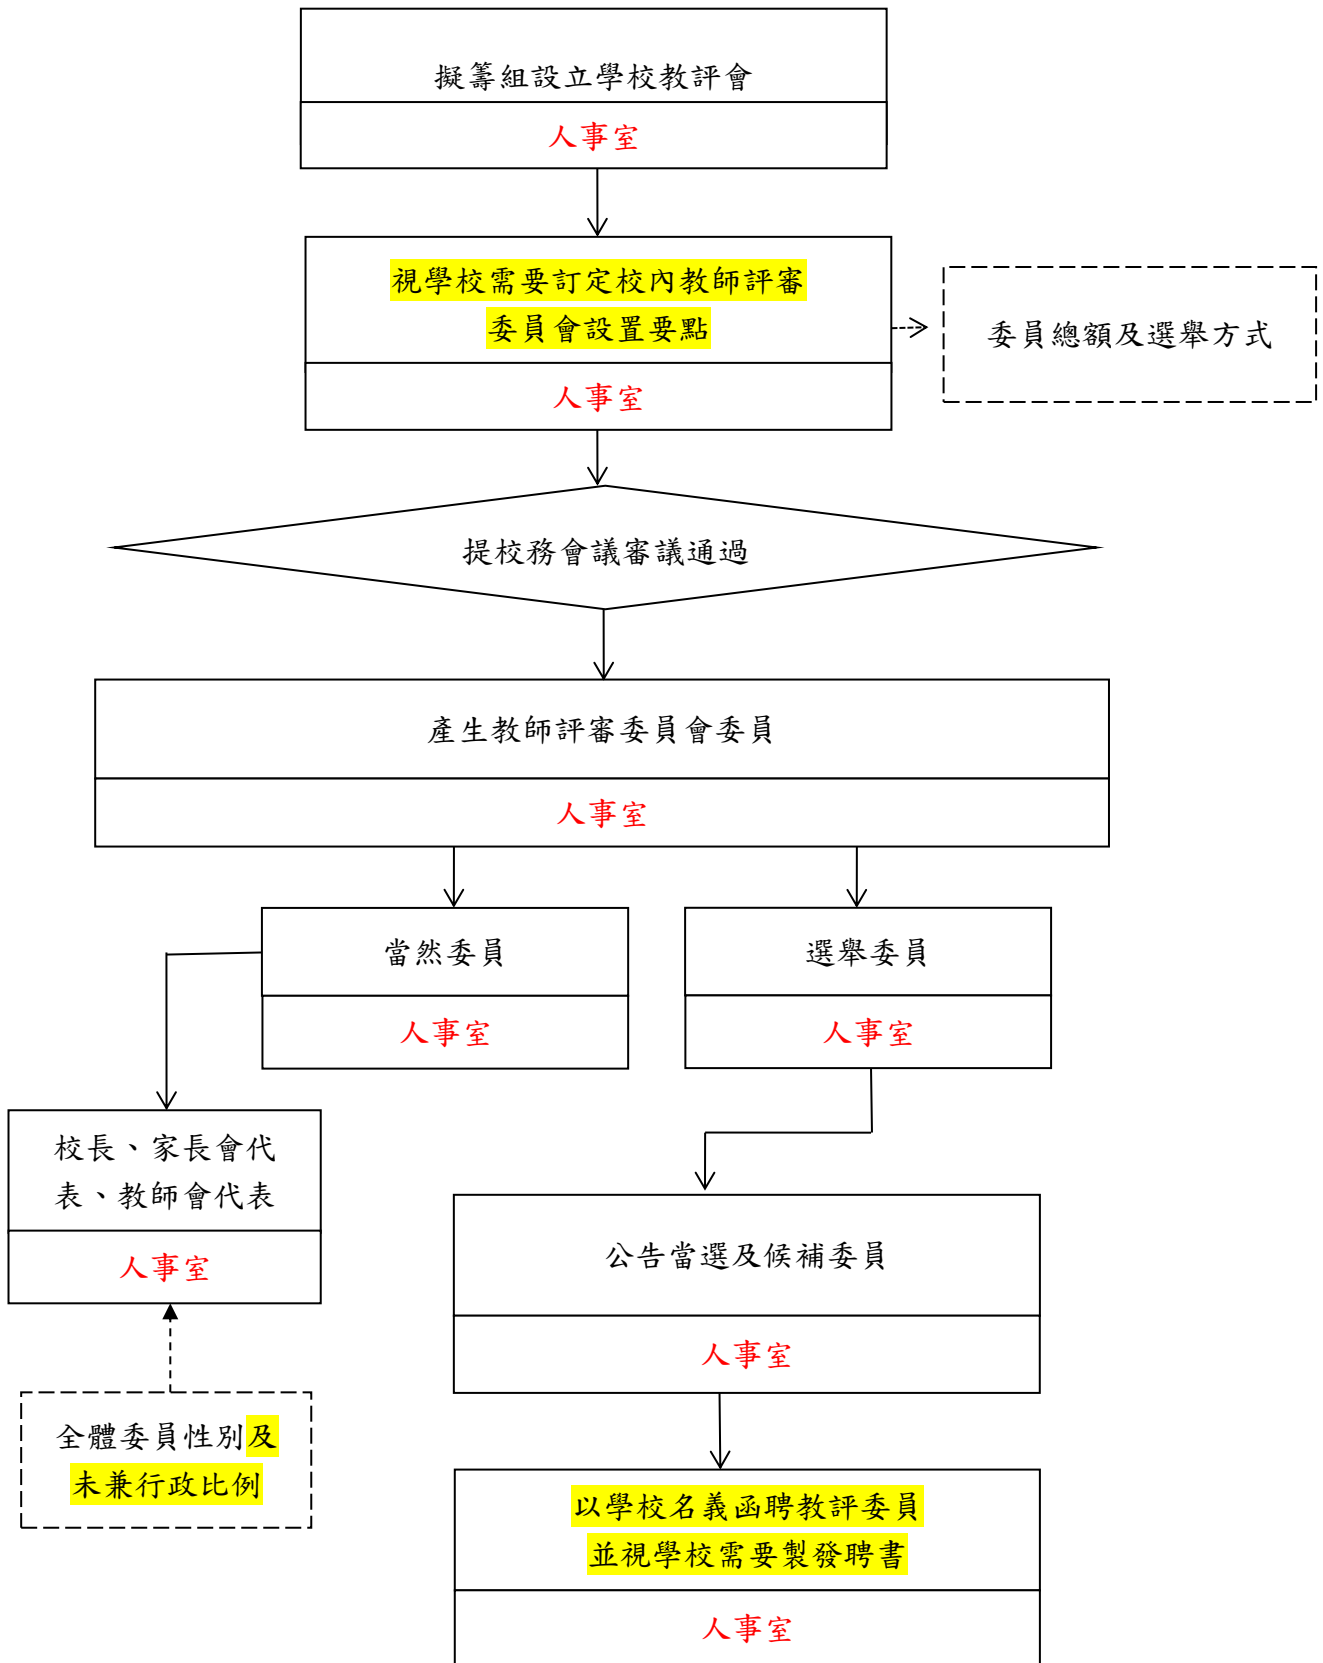 擬籌組設立學校教評會
人事室
視學校需要訂定校內教師評審
委員會設置要點
人事室
委員總額及選舉方式
提校務會議審議通過
產生教師評審委員會委員
人事室
當然委員
人事室
選舉委員
人事室
校長、家長會代
表、教師會代表
人事室
公告當選及候補委員
人事室
全體委員性別及
未兼行政比例
以學校名義函聘教評委員
並視學校需要製發聘書
人事室